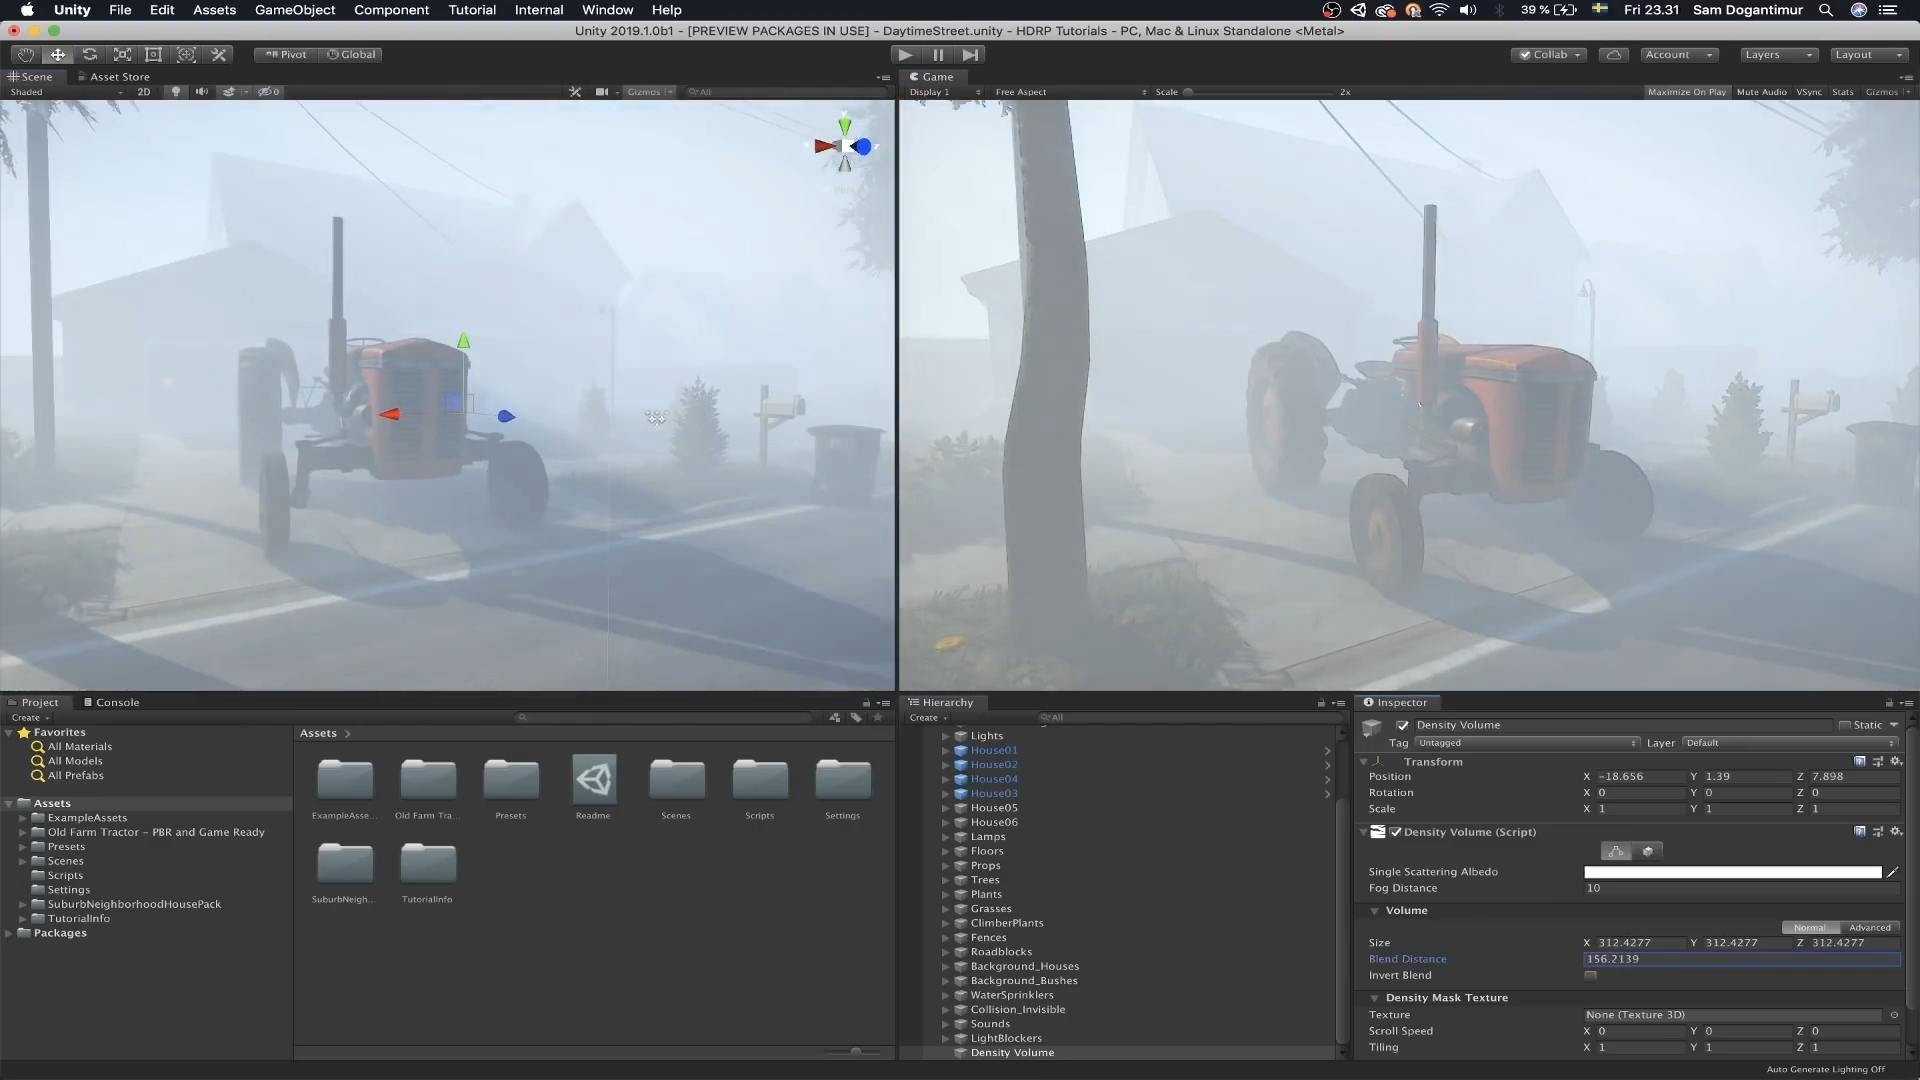 Unity File Edit Assets GameObject Component Tutorial Internal Window Help 39 % Fri 23.31 Sam Dogantimur
Unity 2019.1.0b1 - [PREVIEW PACKAGES IN USE] - DaytimeStreet.unity - HDRP Tutorials - PC, Mac & Linux Standalone <Metal>
Pivot Global Collab Account Layers Layout
Scene Asset Store
Shaded 2D 0 Gizmos All
Game
Display 1 Free Aspect Scale 2x Maximize On Play Mute Audio VSync Stats Gizmos
Project Console
Create
Favorites
All Materials
All Models
All Prefabs
Assets
ExampleAssets
Old Farm Tractor - PBR and Game Ready
Presets
Scenes
Scripts
Settings
SuburbNeighborhoodHousePack
TutorialInfo
Packages
Assets
ExampleAsse... Old Farm Tra... Presets Readme Scenes Scripts Settings
SuburbNeigh... TutorialInfo
Hierarchy
Create All
Lights
House01
House02
House04
House03
House05
House06
Lamps
Floors
Props
Trees
Plants
Grasses
ClimberPlants
Fences
Roadblocks
Background_Houses
Background_Bushes
WaterSprinklers
Collision_Invisible
Sounds
LightBlockers
Density Volume
Inspector
Density Volume Static
Tag Untagged Layer Default
Transform
Position X -18.656 Y 1.39 Z 7.898
Rotation X 0 Y 0 Z 0
Scale X 1 Y 1 Z 1
Density Volume (Script)
Single Scattering Albedo
Fog Distance 10
Volume
Normal Advanced
Size X 312.4277 Y 312.4277 Z 312.4277
Blend Distance 156.2139
Invert Blend
Density Mask Texture
Texture None (Texture 3D)
Scroll Speed X 0 Y 0 Z 0
Tiling X 1 Y 1 Z 1
Auto Generate Lighting Off